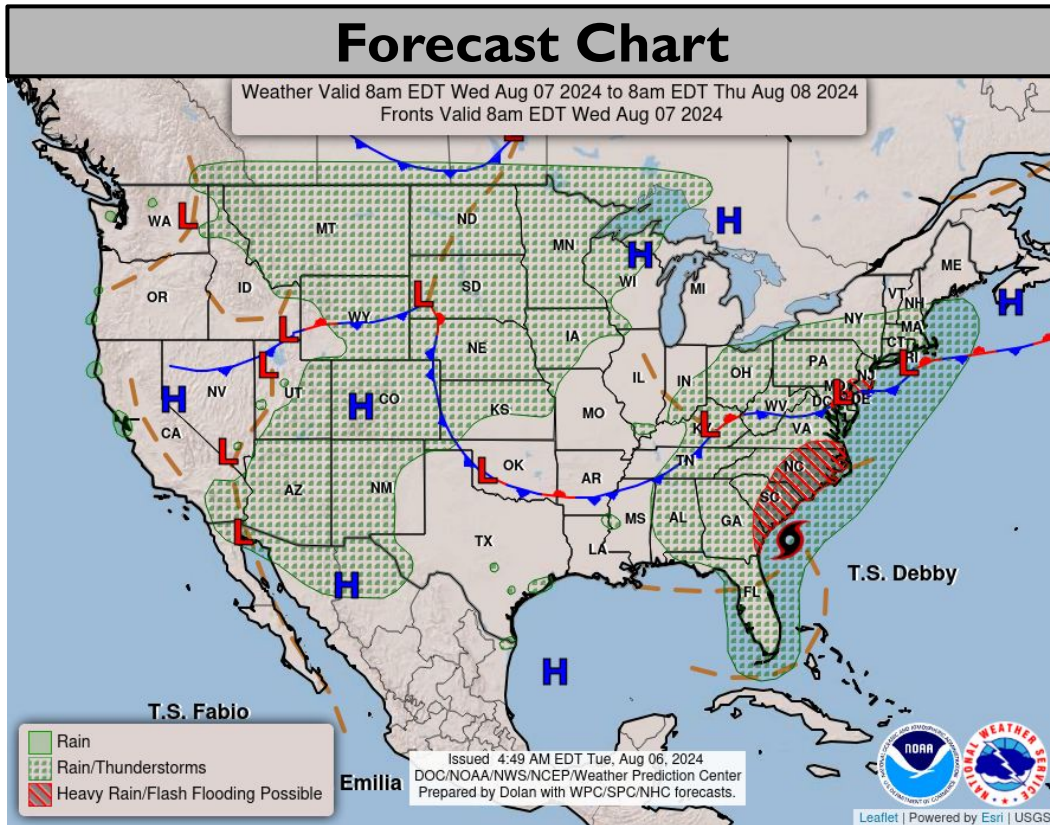 Forecast Chart
Weather Valid 8am EDT Wed Aug 07 2024 to 8am EDT Thu Aug 08 2024
Fronts Valid 8am EDT Wed Aug 07 2024
L
H
WA
L
MT
ND
MN
H
ME
OR
ID
WY
L
SD
WI
MI
VT
NH
H
L
NE
IA
NY
MA
CT
RI
L
L
H
NV
UT
H
CO
KS
MO
IL
IN
OH
PA
NJ
L
DE
DC
WV
VA
KY
L
CA
L
AZ
NM
L
OK
AR
TN
NC
SC
L
TX
LA
MS
AL
GA
H
FL
T.S. Debby
H
T.S. Fabio
Emilia
Rain
Rain/Thunderstorms
Heavy Rain/Flash Flooding Possible
Issued 4:49 AM EDT Tue, Aug 06, 2024
DOC/NOAA/NWS/NCEP/Weather Prediction Center
Prepared by Dolan with WPC/SPC/NHC forecasts.
NOAA
NATIONAL WEATHER SERVICE
Leaflet | Powered by Esri | USGS